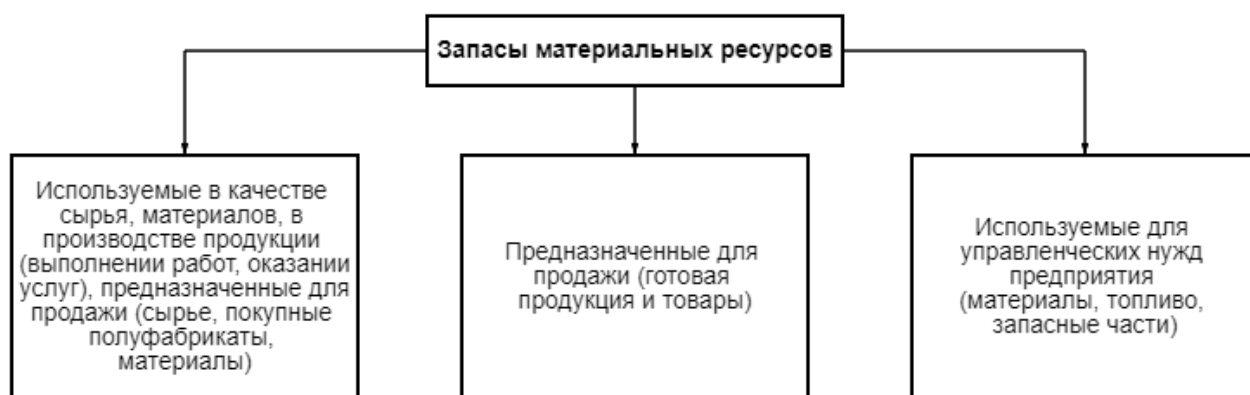 Запасы материальных ресурсов
Используемые в качестве
сырья, материалов, в
производстве продукции
(выполнении работ, оказании
услуг), предназначенные для
продажи (сырье, покупные
полуфабрикаты,
материалы)
Предназначенные для
продажи (готовая
продукция и товары)
Используемые для
управленческих нужд
предприятия
(материалы, топливо,
запасные части)